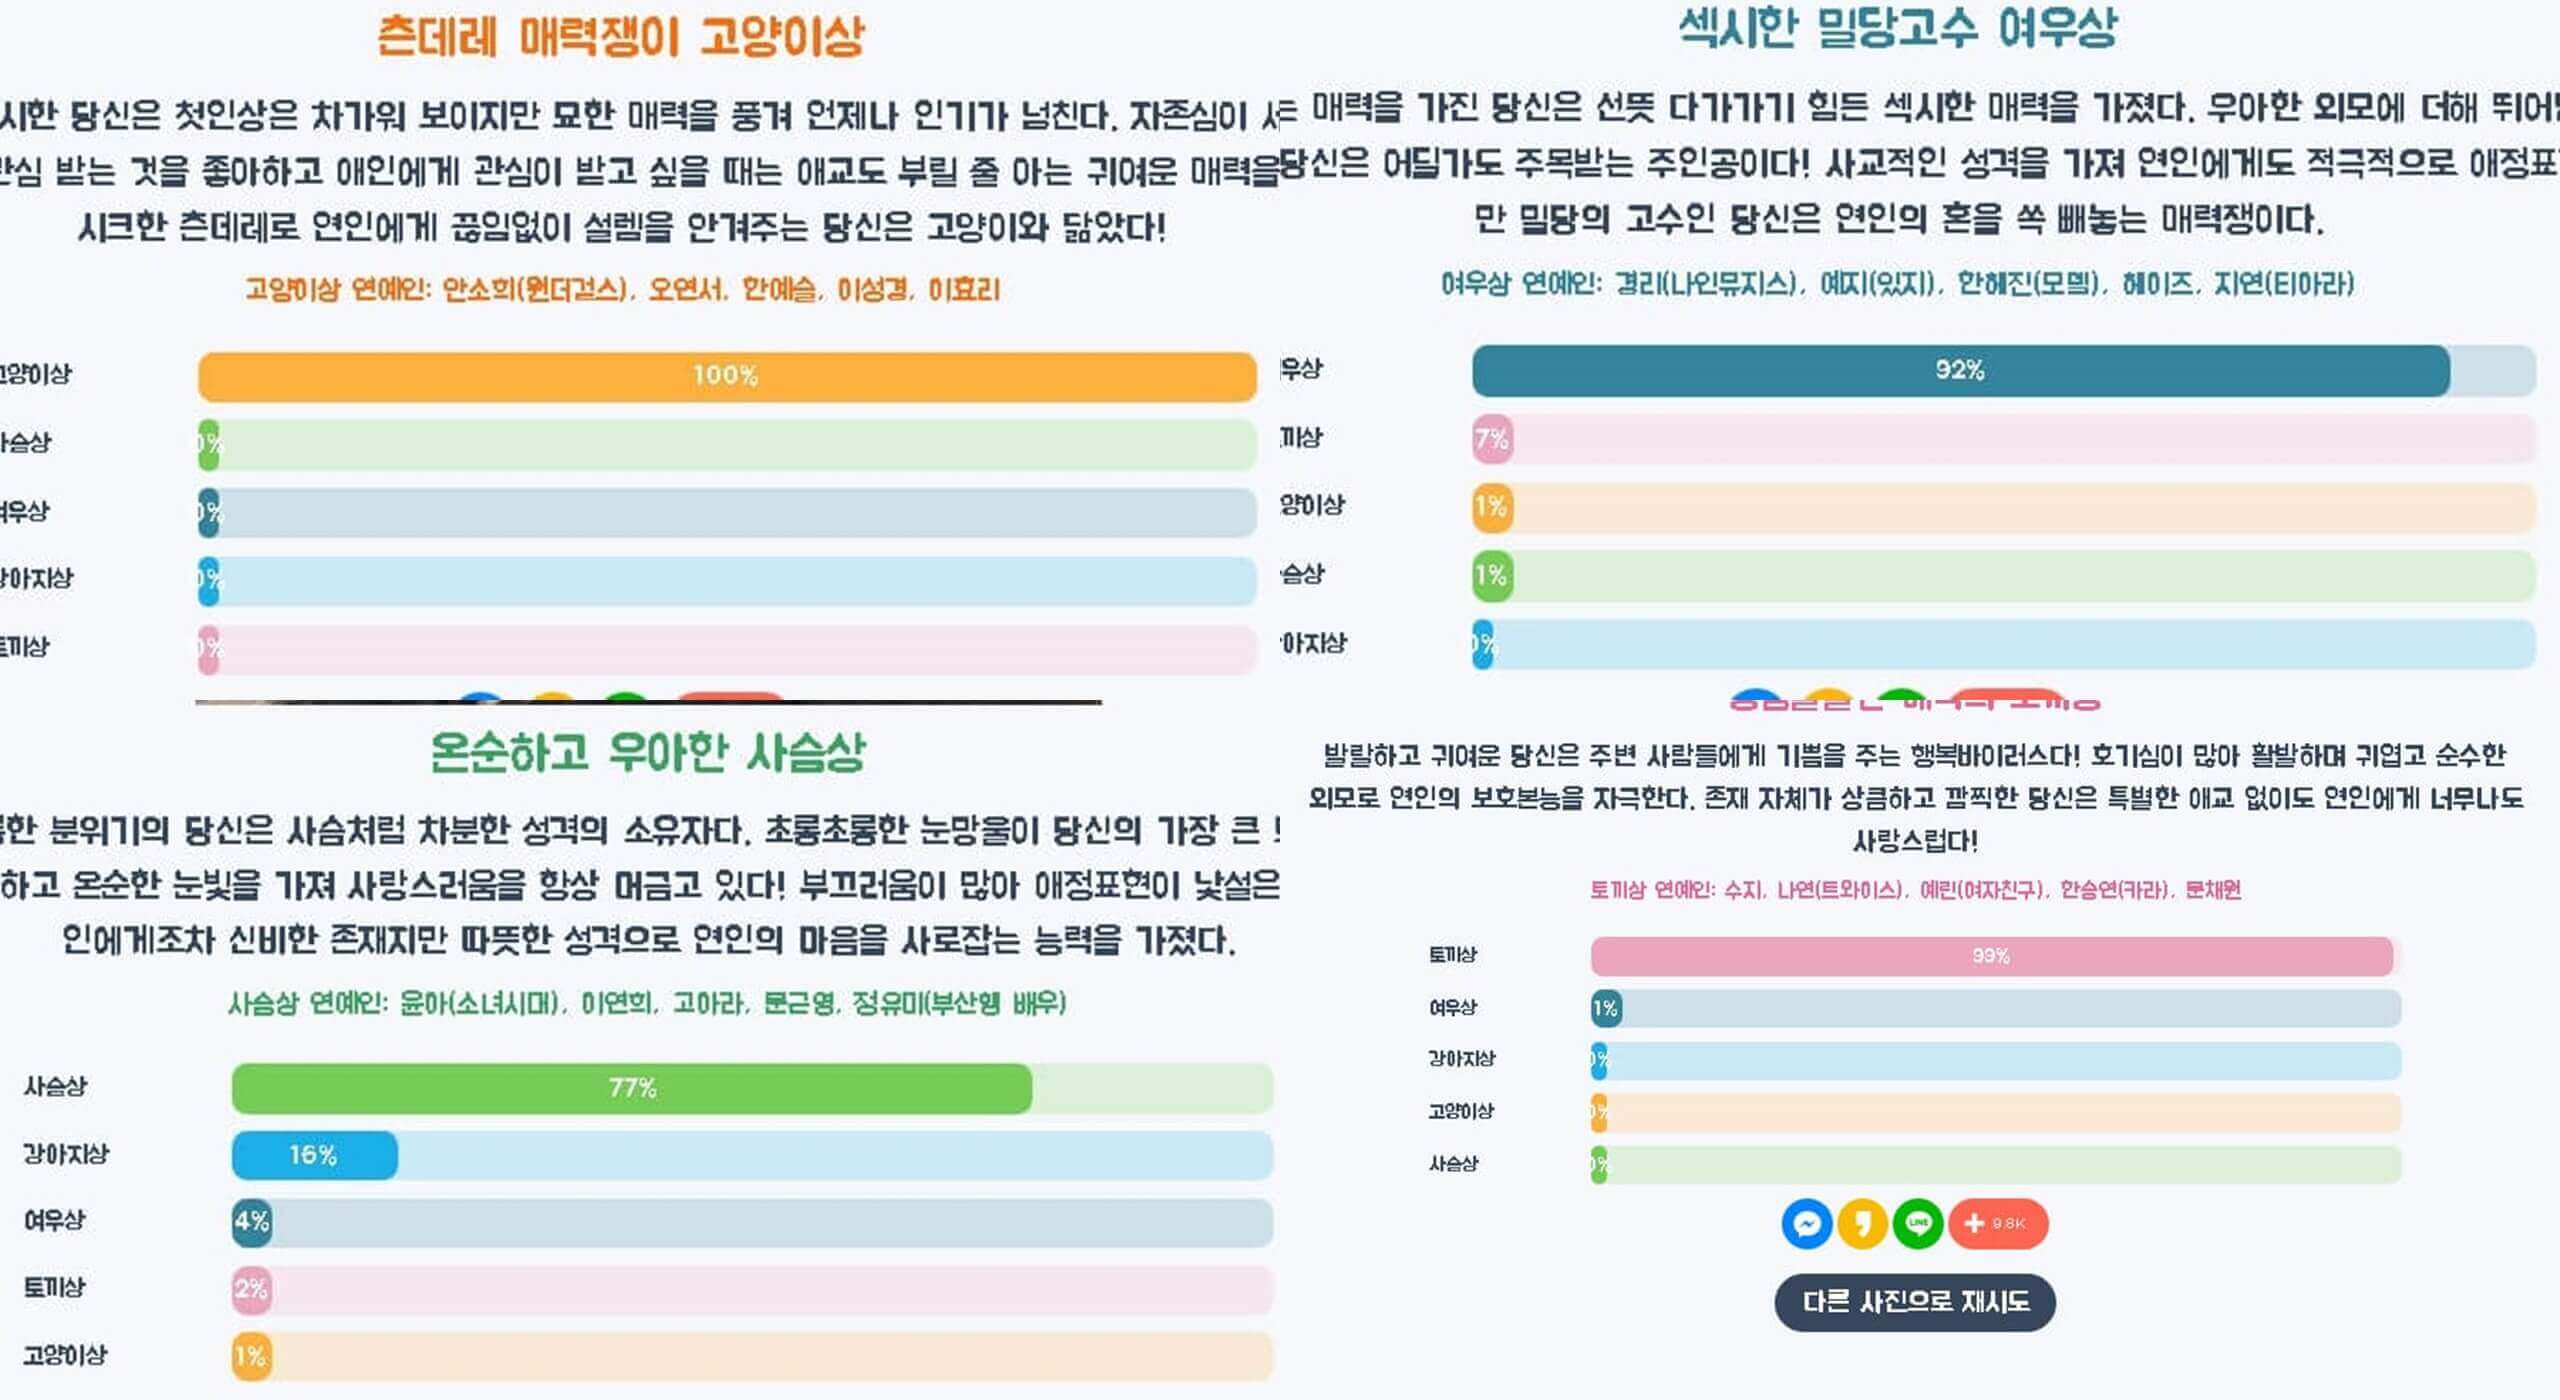 츤데레 매력쟁이 고양이상
당신은 첫인상은 차가워 보이지만 묘한 매력을 풍겨 언제나 인기가 넘친다. 자존심이
받는 것을 좋아하고 애인에게 관심이 받고 싶을 때는 애교도 부릴 줄 아는 귀여운 매력을
시크한 츤데레로 연인에게 끊임없이 설렘을 안겨주는 당신은 고양이와 닮았다!
고양이상 연예인: 안소희(원더걸스), 오연서, 한예슬, 이성경, 이효리
고양이상
100%
사슴상
0%
여우상
0%
강아지상
0%
토끼상
0%
섹시한 밀당고수 여우상
매력을 가진 당신은 선뜻 다가가기 힘든 섹시한 매력을 가졌다. 우아한 외모에 더해
당신은 어딜가도 주목받는 주인공이다! 사교적인 성격을 가져 연인에게도 적극적으로
만 밀당의 고수인 당신은 연인의 혼을 쏙 빼놓는 매력쟁이다.
여우상 연예인: 경리(나인뮤지스), 예지(있지), 한혜진(모델), 헤이즈, 지연(티아라)
우상
92%
끼상
7%
양이상
1%
슴상
1%
아지상
0%
온순하고 우아한 사슴상
분위기의 당신은 사슴처럼 차분한 성격의 소유자다. 초롱초롱한 눈망울이 당신의 가장 큰
하고 온순한 눈빛을 가져 사랑스러움을 항상 머금고 있다! 부끄러움이 많아 애정표현이 낯설은
인에게조차 신비한 존재지만 따뜻한 성격으로 연인의 마음을 사로잡는 능력을 가졌다.
사슴상 연예인: 윤아(소녀시대), 이연희, 고아라, 문근영, 정유미(부산행 배우)
사슴상
77%
강아지상
16%
여우상
4%
토끼상
2%
고양이상
1%
발랄하고 귀여운 당신은 주변 사람들에게 기쁨을 주는 행복바이러스다! 호기심이 많아 활발하며 귀엽고 순수한
외모로 연인의 보호본능을 자극한다. 존재 자체가 상큼하고 깜찍한 당신은 특별한 애교 없이도 연인에게 너무나도
사랑스럽다!
토끼상 연예인: 수지, 나연(트와이스), 예린(여자친구), 한승연(카라), 문채원
토끼상
99%
여우상
1%
강아지상
0%
고양이상
0%
사슴상
0%
LINE
9.8K
다른 사진으로 재시도